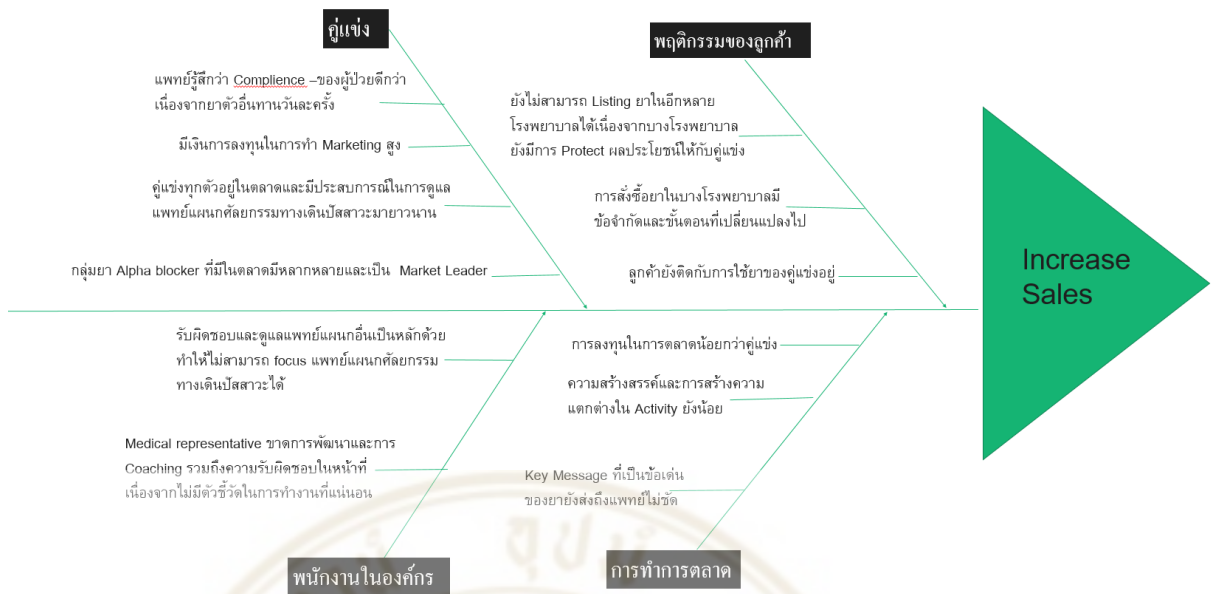 คู่แข่ง
แพทย์รู้สึกว่า Complience –ของผู้ป่วยดีกว่า
เนื่องจากยาตัวอื่นทานวันละครั้ง
มีเงินการลงทุนในการทำ Marketing สูง
คู่แข่งทุกตัวอยู่ในตลาดและมีประสบการณ์ในการดูแล
แพทย์แผนกศัลยกรรมทางเดินปัสสาวะมายาวนาน
กลุ่มยา Alpha blocker ที่มีในตลาดมีหลากหลายและเป็น Market Leader
พฤติกรรมของลูกค้า
ยังไม่สามารถ Listing ยาในอีกหลาย
โรงพยาบาลได้เนื่องจากบางโรงพยาบาล
ยังมีการ Protect ผลประโยชน์ให้กับคู่แข่ง
การสั่งซื้อยาในบางโรงพยาบาลมี
ข้อจำกัดและขั้นตอนที่เปลี่ยนแปลงไป
ลูกค้ายังติดกับการใช้ยาของคู่แข่งอยู่
Increase
Sales
รับผิดชอบและดูแลแพทย์แผนกอื่นเป็นหลักด้วย
ทำให้ไม่สามารถ focus แพทย์แผนกศัลยกรรม
ทางเดินปัสสาวะได้
Medical representative ขาดการพัฒนาและการ
Coaching รวมถึงความรับผิดชอบในหน้าที่
เนื่องจากไม่มีตัวชี้วัดในการทำงานที่แน่นอน
พนักงานในองค์กร
การลงทุนในการตลาดน้อยกว่าคู่แข่ง
ความสร้างสรรค์และการสร้างความ
แตกต่างใน Activity ยังน้อย
Key Message ที่เป็นข้อเด่น
ของยายังส่งถึงแพทย์ไม่ชัด
การทำการตลาด